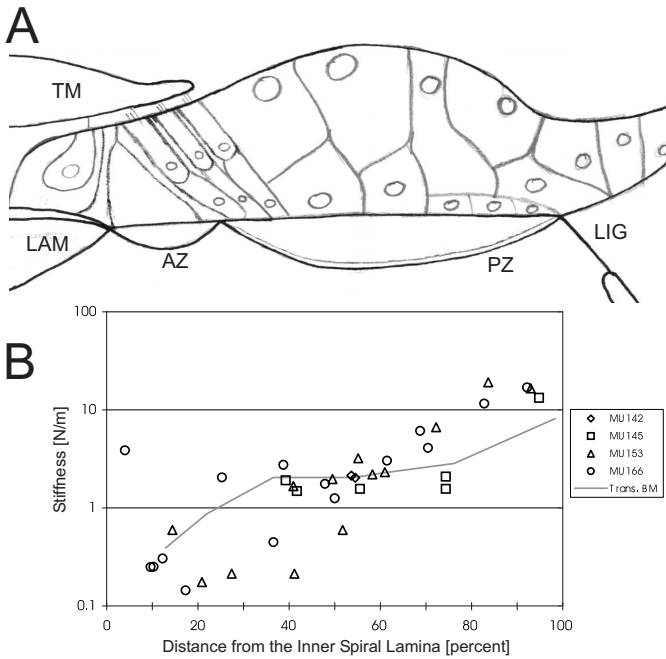 A
TM
LAM
AZ
PZ
LIG
B
Stiffness [N/m]
100
10
1
0.1
0
20
40
60
80
100
Distance from the Inner Spiral Lamina [percent]
MU142
MU145
MU153
MU166
Trans. BM